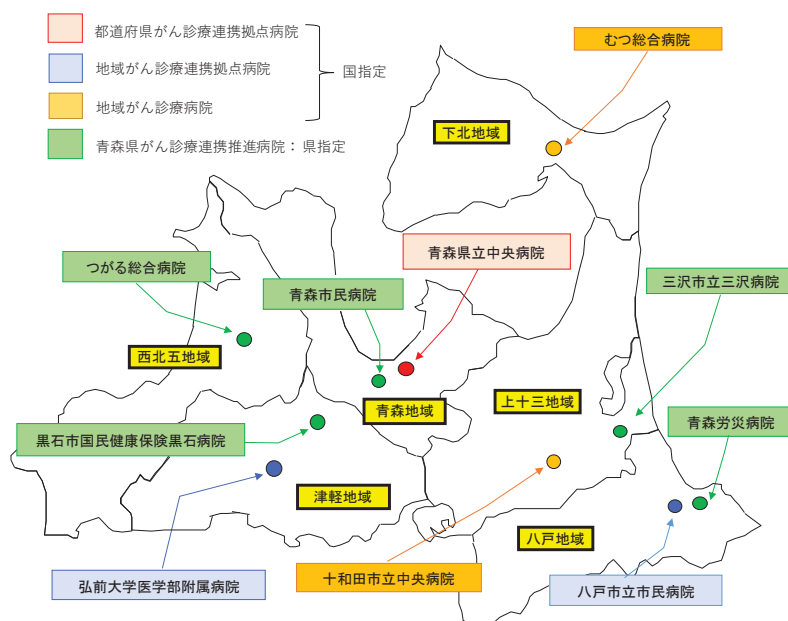 都道府県がん診療連携拠点病院
地域がん診療連携拠点病院
国指定
地域がん診療病院
青森県がん診療連携推進病院：県指定
むつ総合病院
下北地域
青森県立中央病院
つがる総合病院
青森市民病院
三沢市立三沢病院
西北五地域
青森地域
上十三地域
青森労災病院
黒石市国民健康保険黒石病院
津軽地域
八戸地域
弘前大学医学部附属病院
十和田市立中央病院
八戸市立市民病院